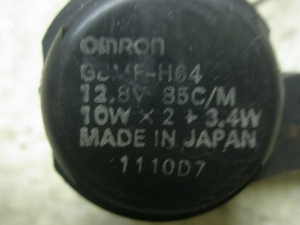 omron
G8MF-H64
12.8V 85C/M
10W × 2 + 3.4W
MADE IN JAPAN
1110D7